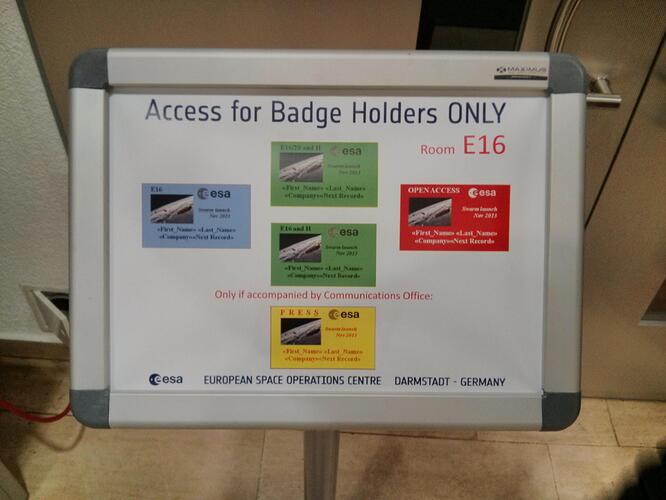 MAXIMUS
Access for Badge Holders ONLY
Room E16
E16/20 and H
esa
Swarm launch
Nov 2013
«First_Name» «Last_Name»
«Company»«Next Record»
E16
esa
Swarm launch
Nov 2013
«First_Name» «Last_Name»
«Company»«Next Record»
OPEN ACCESS
esa
Swarm launch
Nov 2013
«First_Name» «Last_Name»
«Company»«Next Record»
E16 and H
esa
Swarm launch
Nov 2013
«First_Name» «Last_Name»
«Company»«Next Record»
Only if accompanied by Communications Office:
PRESS
esa
Swarm launch
Nov 2013
«First_Name» «Last_Name»
«Company»«Next Record»
esa EUROPEAN SPACE OPERATIONS CENTRE DARMSTADT - GERMANY